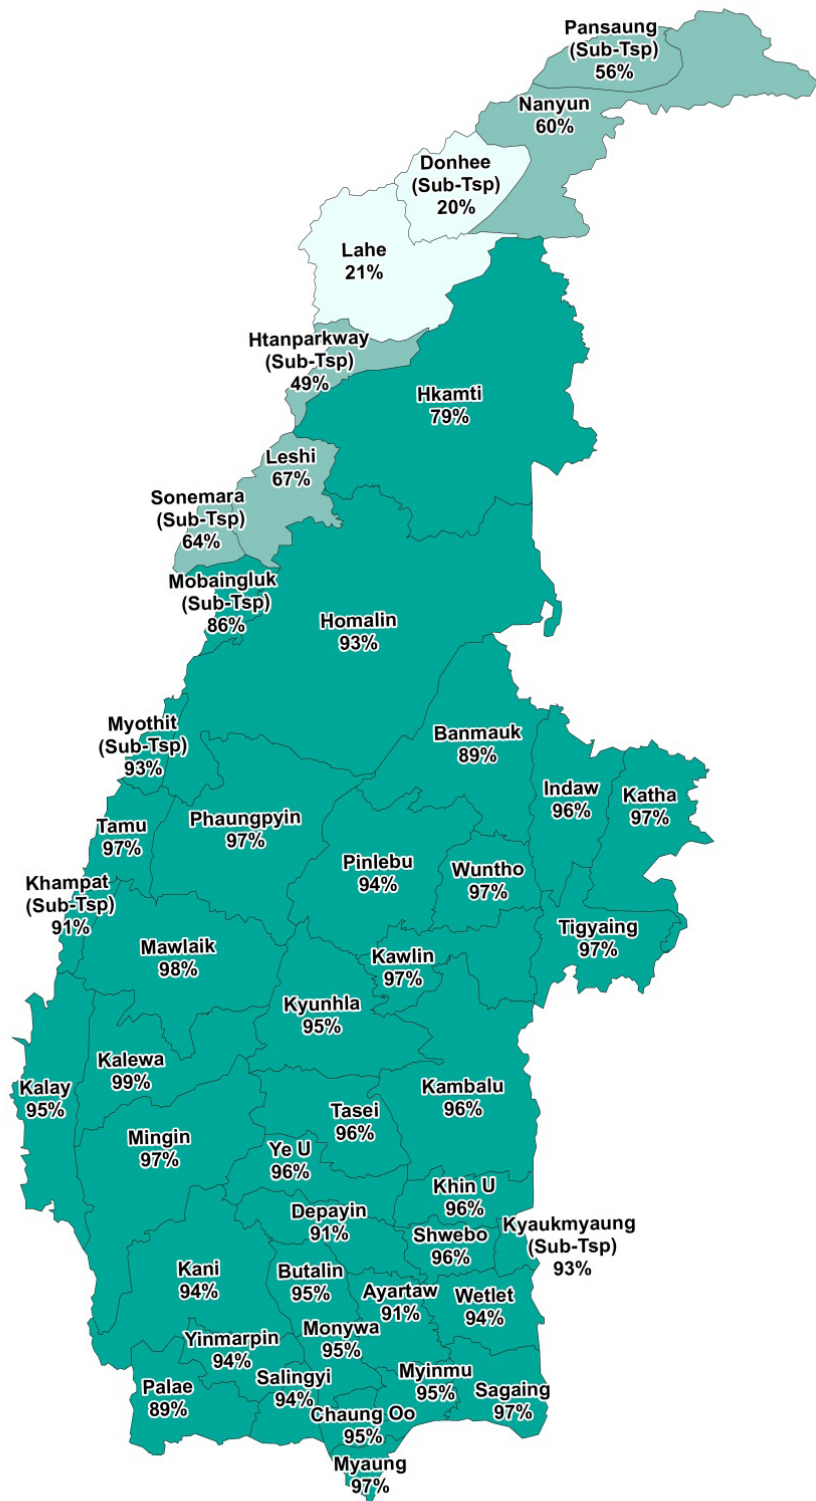 Pansaung
(Sub-Tsp)
56%
Nanyun
60%
Donhee
(Sub-Tsp)
20%
Lahe
21%
Htanparkway
(Sub-Tsp)
49%
Hkamti
79%
Leshi
67%
Sonemara
(Sub-Tsp)
64%
Mobaingluk
(Sub-Tsp)
86%
Homalin
93%
Myothit
(Sub-Tsp)
93%
Banmauk
89%
Indaw
96%
Katha
97%
Phaungpyin
97%
Tamu
97%
Pinlebu
94%
Wuntho
97%
Khampat
(Sub-Tsp)
91%
Tigyaing
97%
Mawlaik
98%
Kawlin
97%
Kyunhla
95%
Kalewa
99%
Kalay
95%
Kambalu
96%
Tasei
96%
Mingin
97%
Ye U
96%
Khin U
96%
Depayin
91%
Kyaukmyaung
(Sub-Tsp)
93%
Shwebo
96%
Kani
94%
Butalin
95%
Ayartaw
91%
Wetlet
94%
Monywa
95%
Yinmarpin
94%
Salingyi
94%
Myinmu
95%
Palae
89%
Sagaing
97%
Chaung Oo
95%
Myaung
97%